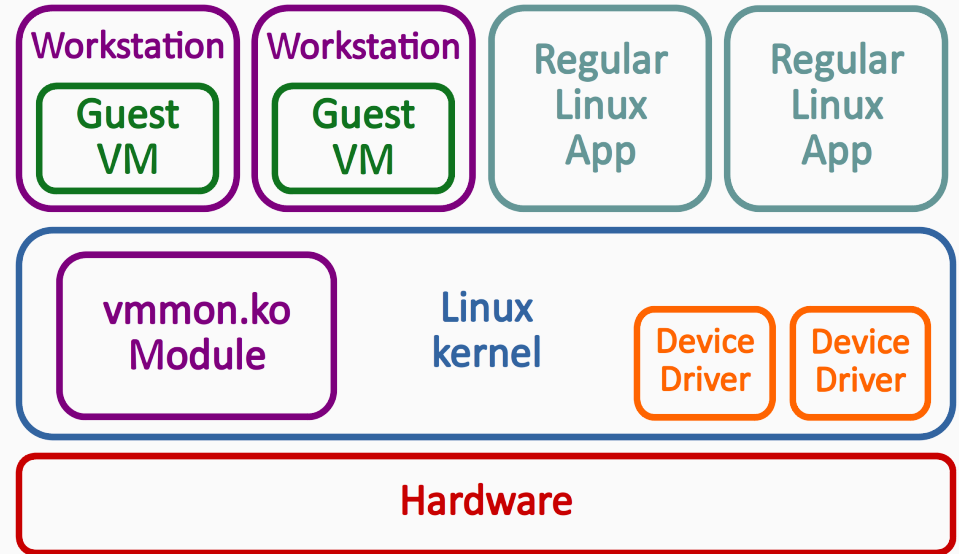 Workstation
Guest
VM
Workstation
Guest
VM
Regular
Linux
App
Regular
Linux
App
vmmon.ko
Module
Linux
kernel
Device
Driver
Device
Driver
Hardware